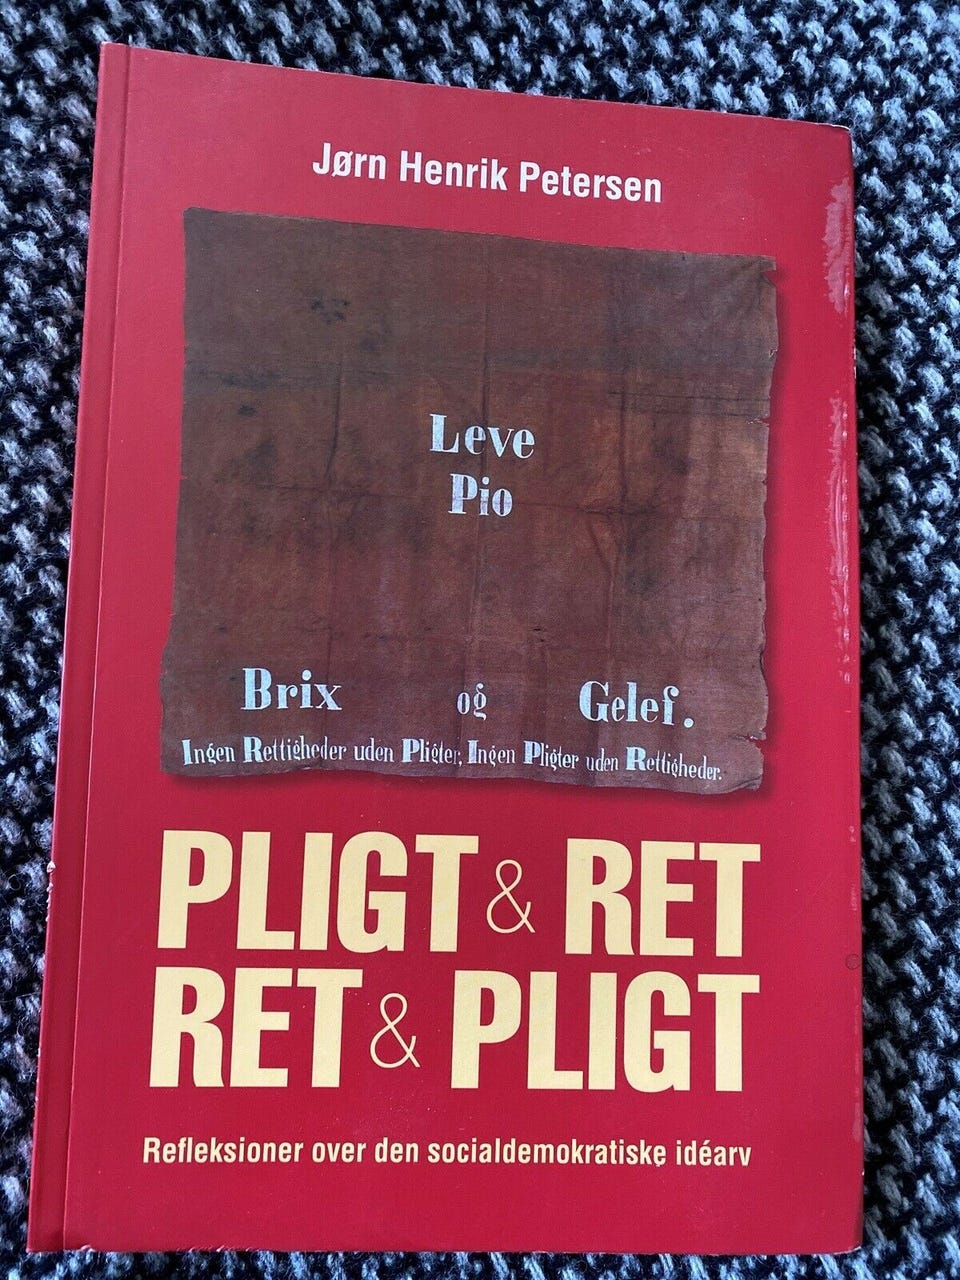 Jørn Henrik Petersen
Leve
Pio
Brix og Gelef.
Ingen Rettigheder uden Pligter, Ingen Pligter uden Rettigheder.
PLIGT & RET
RET & PLIGT
Refleksioner over den socialdemokratiske idéarv